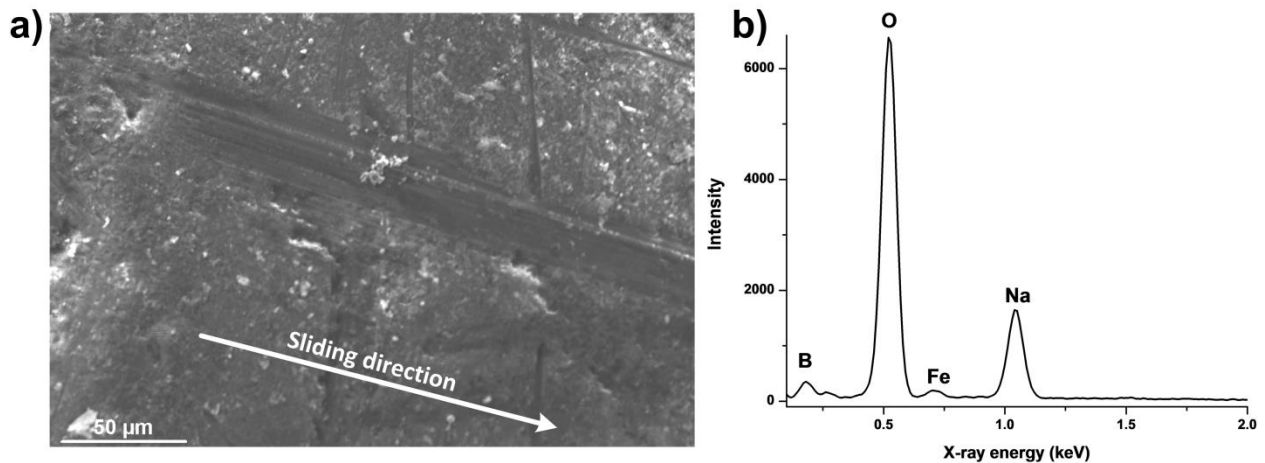 a)
Sliding direction
50 µm
b)
O
6000
4000
2000
0
Intensity
B
Fe
Na
0.5
1.0
1.5
2.0
X-ray energy (keV)